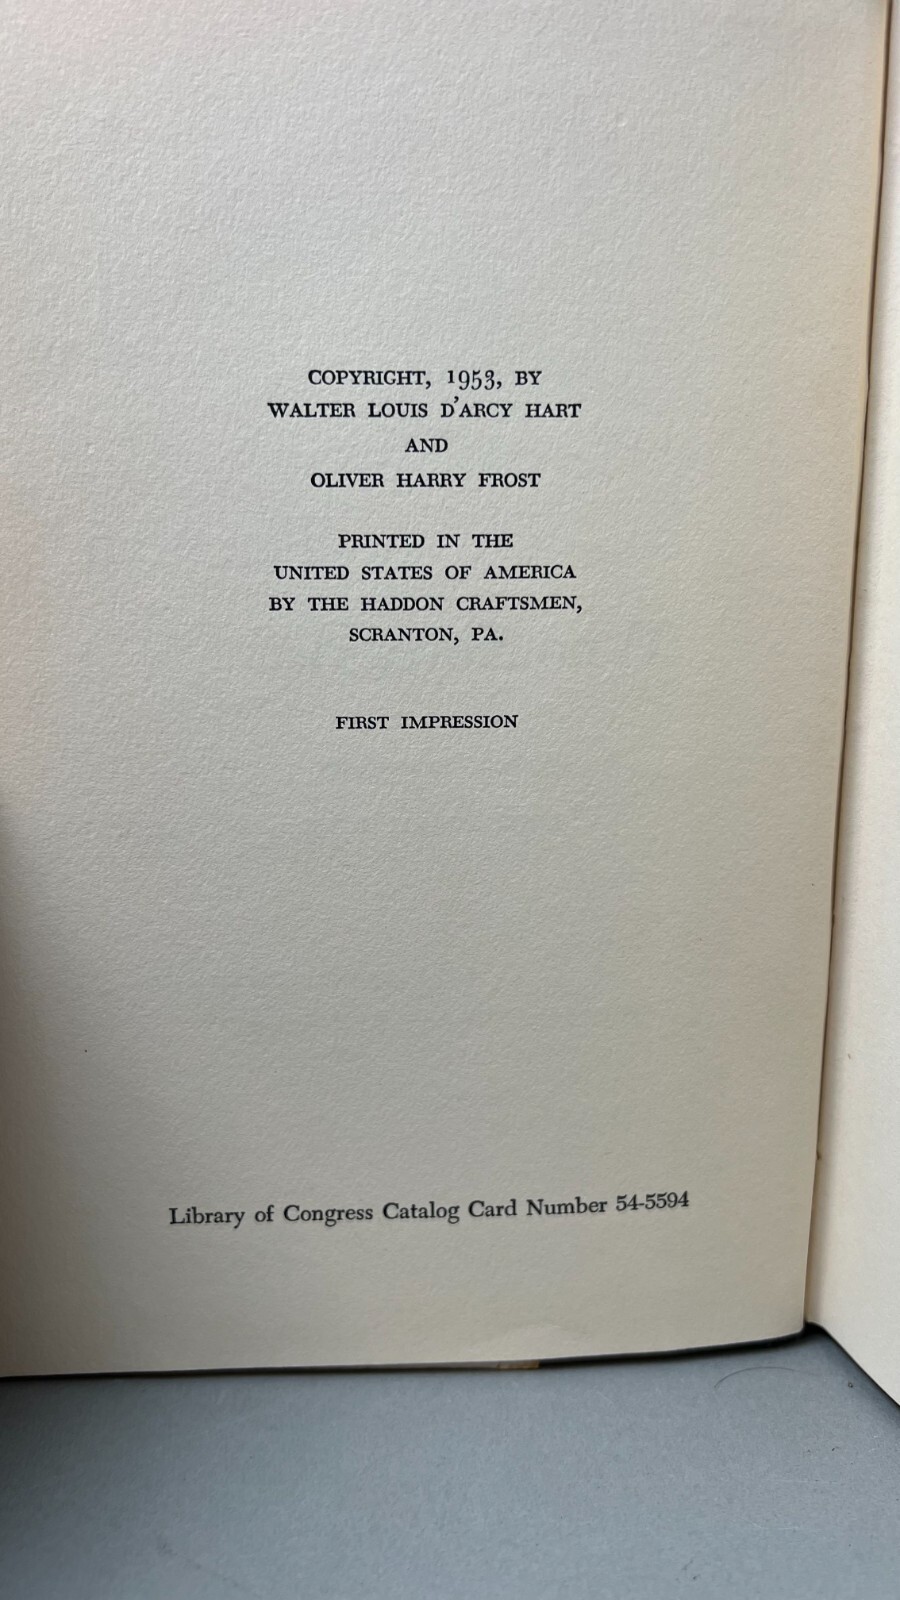 COPYRIGHT, 1953, BY
WALTER LOUIS D'ARCY HART
AND
OLIVER HARRY FROST
PRINTED IN THE
UNITED STATES OF AMERICA
BY THE HADDON CRAFTSMEN,
SCRANTON, PA.
FIRST IMPRESSION
Library of Congress Catalog Card Number 54-5594